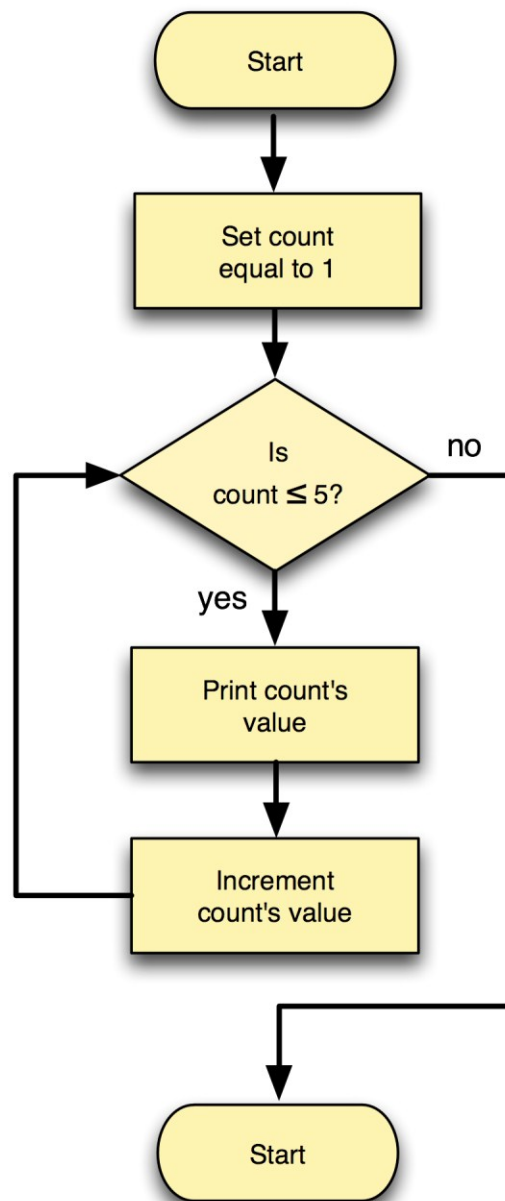 Start
Set count
equal to 1
Is
count ≤ 5?
no
yes
Print count's
value
Increment
count's value
Start